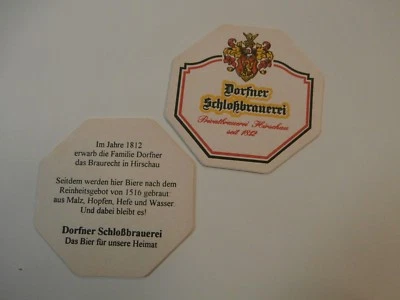 Dorfner
Schloßbrauerei
Privatbrauerei Hirschau
seit 1812
Im Jahre 1812
erwarb die Familie Dorfner
das Braurecht in Hirschau
Seitdem werden hier Biere nach dem
Reinheitsgebot von 1516 gebraut
aus Malz, Hopfen, Hefe und Wasser.
Und dabei bleibt es!
Dorfner Schloßbrauerei
Das Bier für unsere Heimat